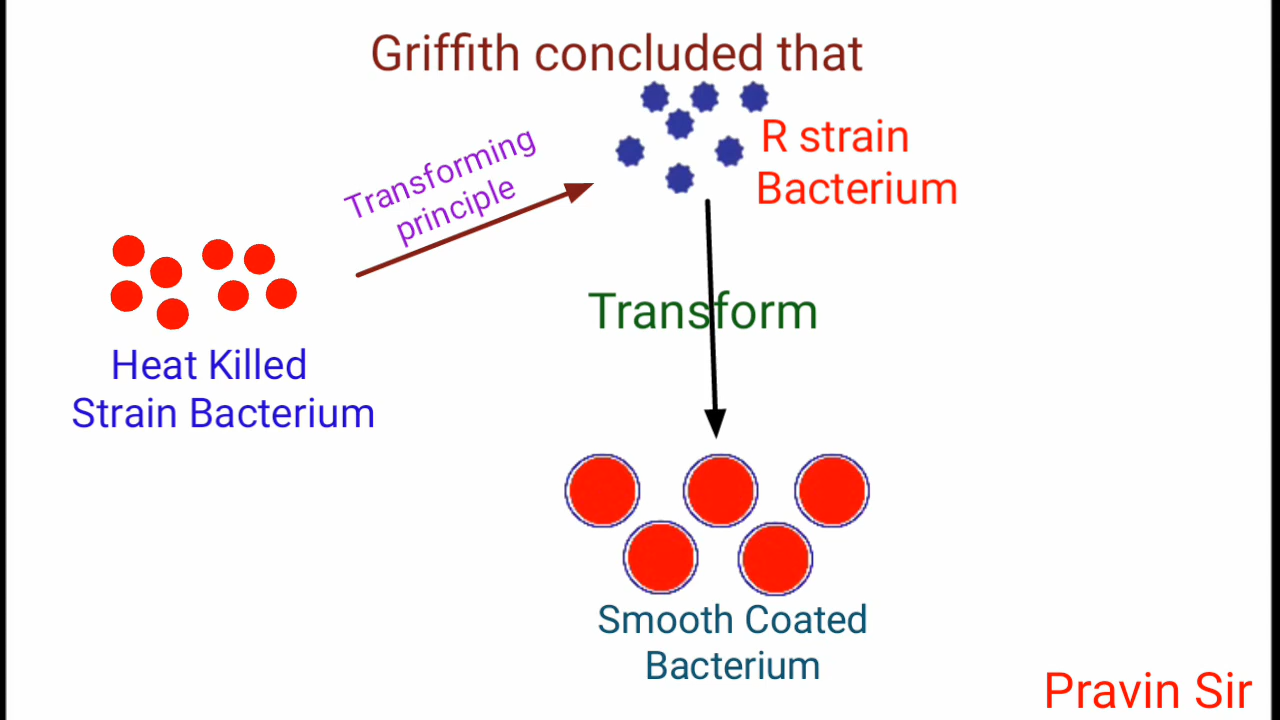 Griffith concluded that
R strain
Bacterium
Transforming
principle
Transform
Heat Killed
Strain Bacterium
Smooth Coated
Bacterium
Pravin Sir